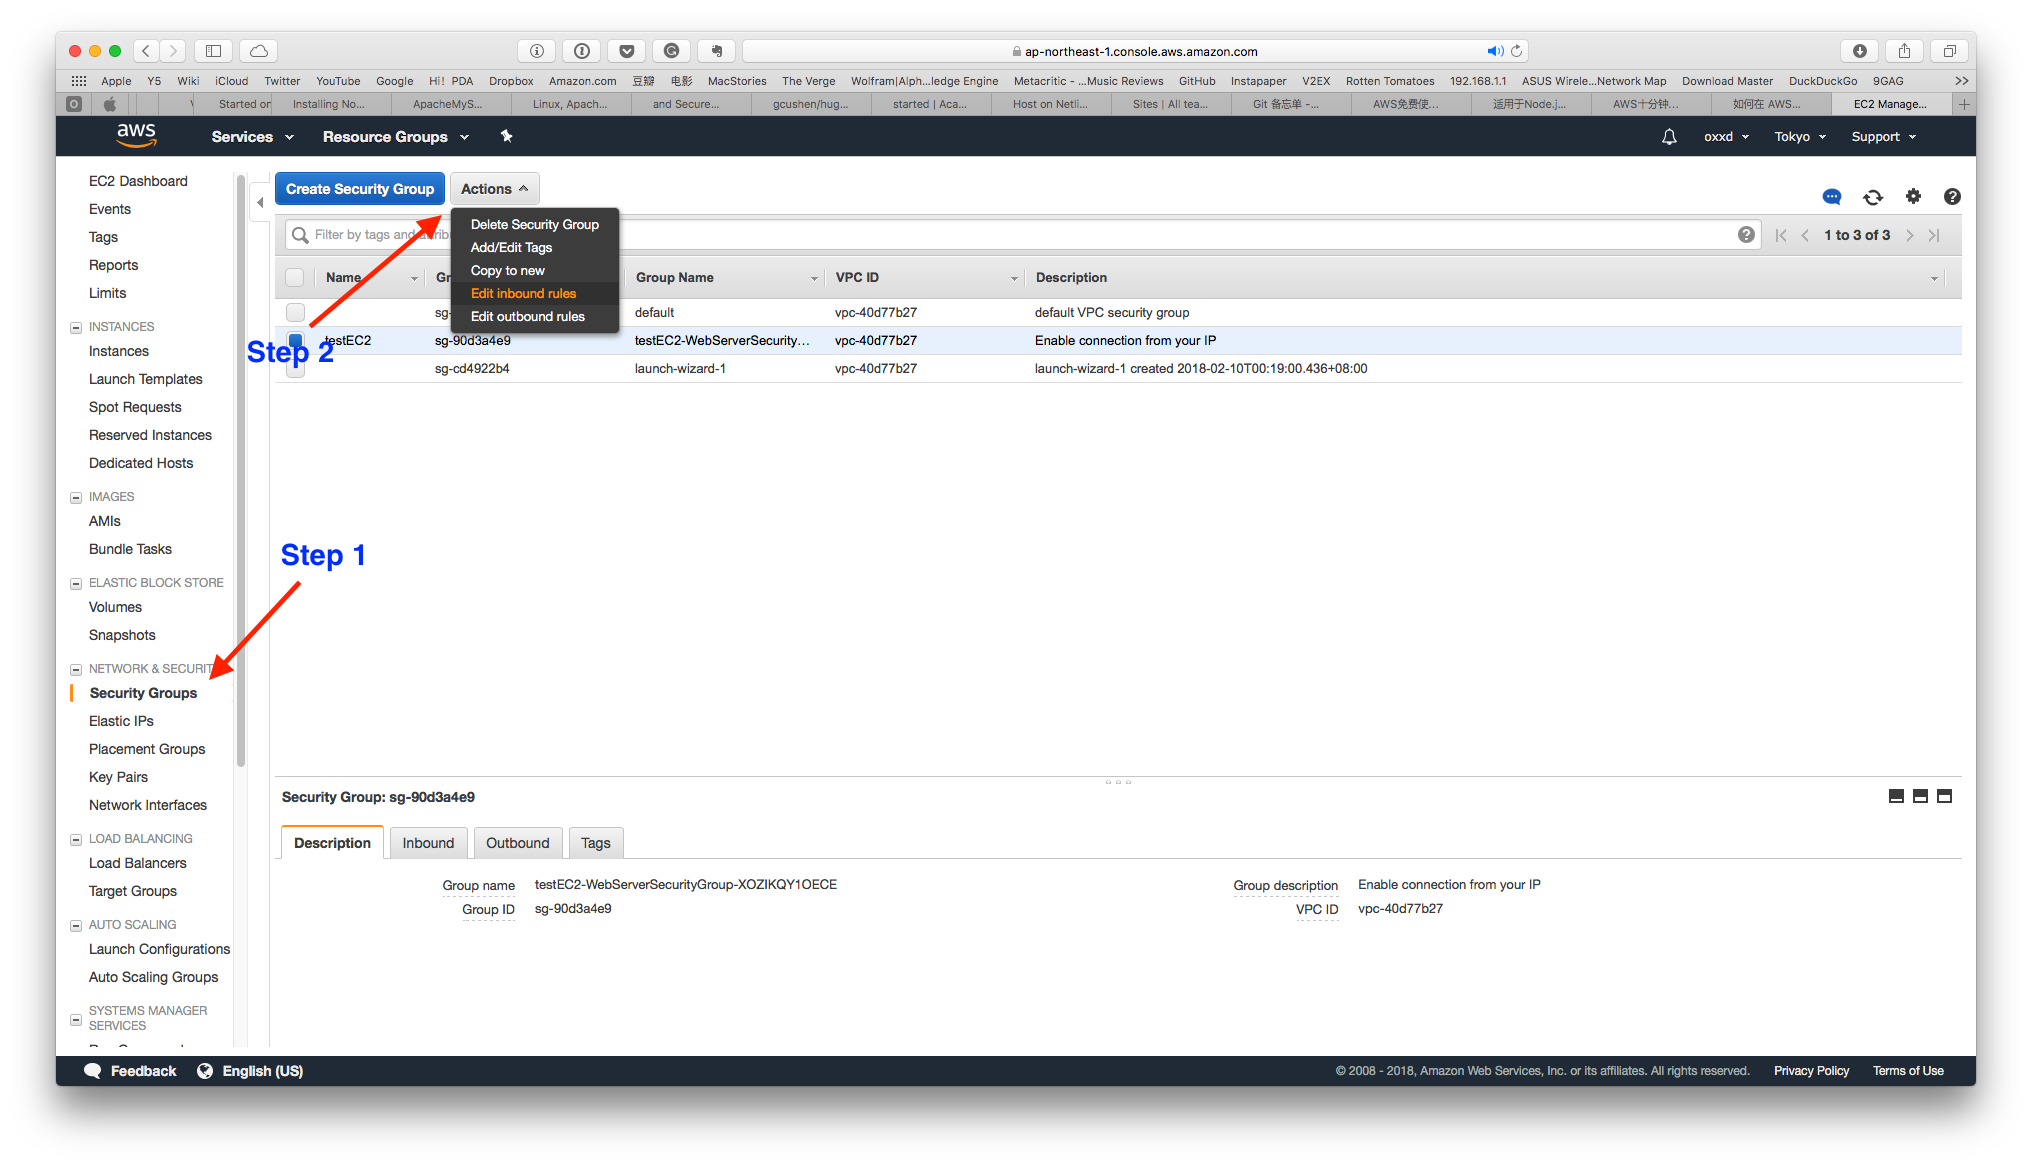 ap-northeast-1.console.aws.amazon.com
Apple Y5 Wiki iCloud Twitter YouTube Google Hi! PDA Dropbox Amazon.com 豆瓣 电影 MacStories The Verge Wolfram|Alph...ledge Engine Metacritic - ...Music Reviews GitHub Instapaper V2EX Rotten Tomatoes 192.168.1.1 ASUS Wirele...Network Map Download Master DuckDuckGo 9GAG
Started on Installing No... ApacheMyS... Linux, Apach... and Secure... gcushen/hug... started | Aca... Host on Netli... Sites | All tea... Git 备忘单 -... AWS免费使... 适用于Node.j... AWS十分钟... 如何在 AWS... EC2 Manage...
aws Services Resource Groups oxxd Tokyo Support
EC2 Dashboard
Events
Tags
Reports
Limits
INSTANCES
Instances
Launch Templates
Spot Requests
Reserved Instances
Dedicated Hosts
IMAGES
AMIs
Bundle Tasks
ELASTIC BLOCK STORE
Volumes
Snapshots
NETWORK & SECURIT
Security Groups
Elastic IPs
Placement Groups
Key Pairs
Network Interfaces
LOAD BALANCING
Load Balancers
Target Groups
AUTO SCALING
Launch Configurations
Auto Scaling Groups
SYSTEMS MANAGER
SERVICES
Create Security Group Actions
Delete Security Group
Add/Edit Tags
Copy to new
Edit inbound rules
Edit outbound rules
Filter by tags and attribu
1 to 3 of 3
Name Gr Group Name VPC ID Description
sg- default vpc-40d77b27 default VPC security group
testEC2 sg-90d3a4e9 testEC2-WebServerSecurity... vpc-40d77b27 Enable connection from your IP
sg-cd4922b4 launch-wizard-1 vpc-40d77b27 launch-wizard-1 created 2018-02-10T00:19:00.436+08:00
Step 2
Step 1
Security Group: sg-90d3a4e9
Description Inbound Outbound Tags
Group name testEC2-WebServerSecurityGroup-XOZIKQY1OECE
Group ID sg-90d3a4e9
Group description Enable connection from your IP
VPC ID vpc-40d77b27
Feedback English (US)
© 2008 - 2018, Amazon Web Services, Inc. or its affiliates. All rights reserved. Privacy Policy Terms of Use